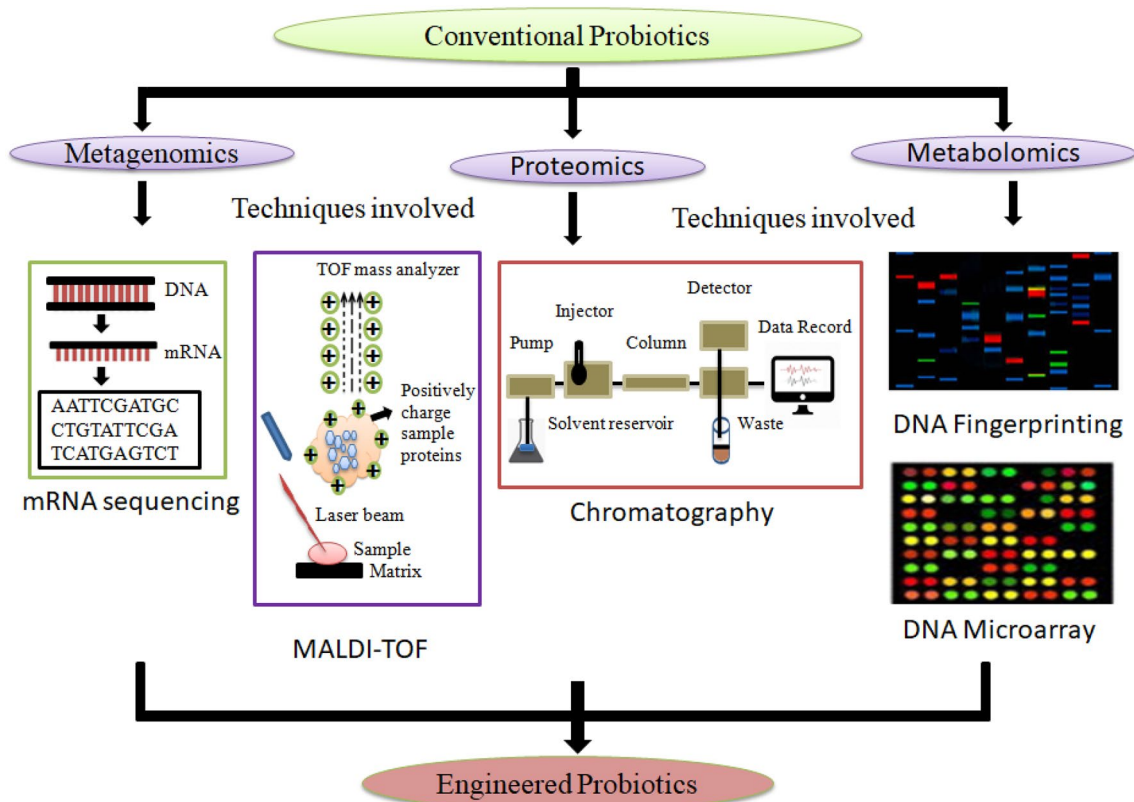 Conventional Probiotics
Metagenomics
Proteomics
Metabolomics
Techniques involved
Techniques involved
DNA
mRNA
AATTCGATGC
CTGTATTCGA
TCATGAGTCT
mRNA sequencing
TOF mass analyzer
Positively
charge
sample
proteins
Laser beam
Sample
Matrix
MALDI-TOF
Detector
Injector
Data Record
Pump
Column
Solvent reservoir
Waste
Chromatography
DNA Fingerprinting
DNA Microarray
Engineered Probiotics